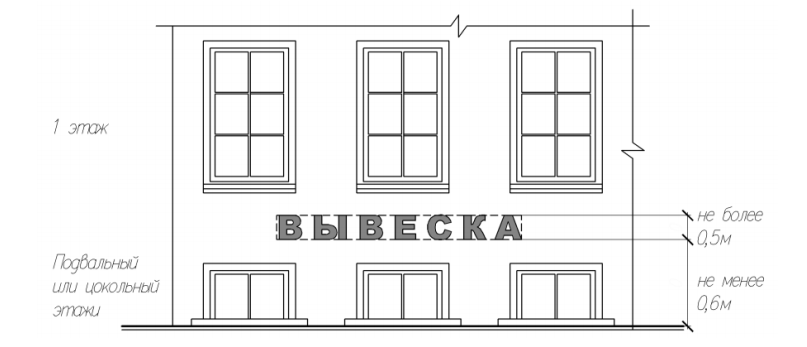 1 этаж
ВЫВЕСКА
не более
0,5м
Подвальный
или цокольный
этажи
не менее
0,6м